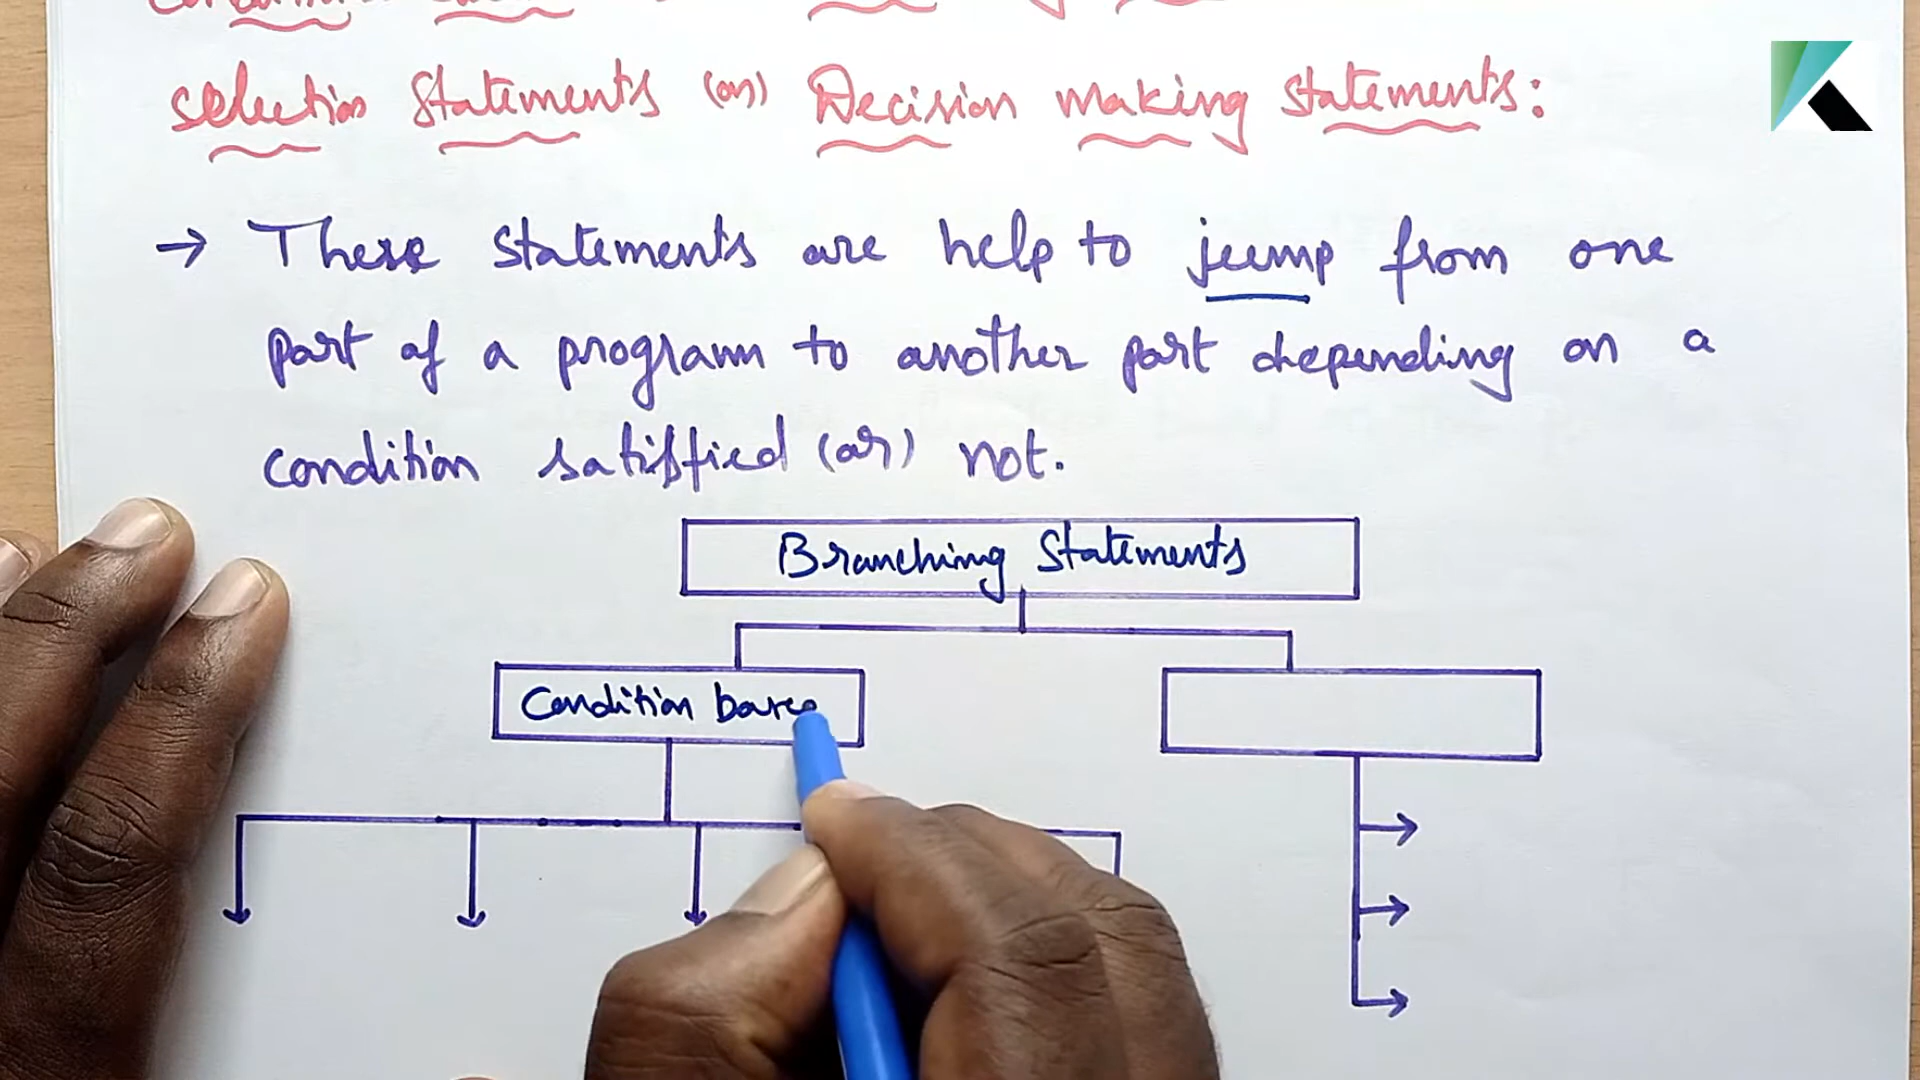 selection statements (or) Decision making statements:
→ These statements are help to jump from one
part of a program to another part depending on a
condition satisfied (or) not.
Branching Statements
Condition base